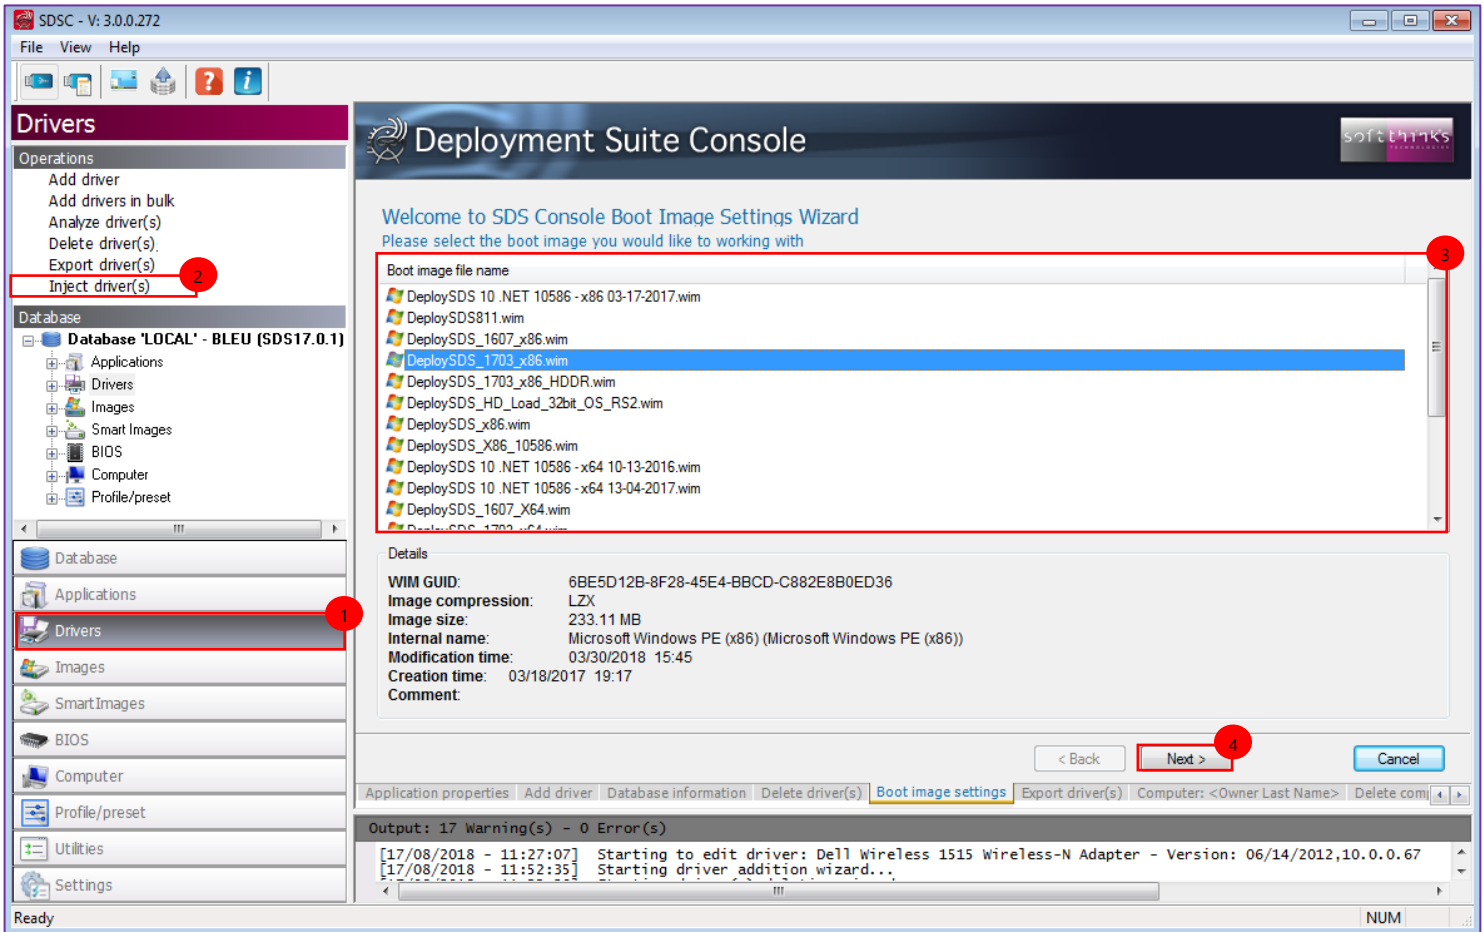 SDSC - V: 3.0.0.272
File View Help
Drivers
Operations
Add driver
Add drivers in bulk
Analyze driver(s)
Delete driver(s)
Export driver(s)
2
Inject driver(s)
Database
Database 'LOCAL' - BLEU (SDS17.0.1)
Applications
Drivers
Images
Smart Images
BIOS
Computer
Profile/preset
Database
Applications
1
Drivers
Images
SmartImages
BIOS
Computer
Profile/preset
Utilities
Settings
Deployment Suite Console
softthinks
TECHNOLOGIES
Welcome to SDS Console Boot Image Settings Wizard
Please select the boot image you would like to working with
3
Boot image file name
DeploySDS 10 .NET 10586 - x86 03-17-2017.wim
DeploySDS811.wim
DeploySDS_1607_x86.wim
DeploySDS_1703_x86.wim
DeploySDS_1703_x86_HDDR.wim
DeploySDS_HD_Load_32bit_OS_RS2.wim
DeploySDS_x86.wim
DeploySDS_X86_10586.wim
DeploySDS 10 .NET 10586 - x64 10-13-2016.wim
DeploySDS 10 .NET 10586 - x64 13-04-2017.wim
DeploySDS_1607_X64.wim
DeploySDS_1703_x64.wim
Details
WIM GUID: 6BE5D12B-8F28-45E4-BBCD-C882E8B0ED36
Image compression: LZX
Image size: 233.11 MB
Internal name: Microsoft Windows PE (x86) (Microsoft Windows PE (x86))
Modification time: 03/30/2018 15:45
Creation time: 03/18/2017 19:17
Comment:
4
< Back Next > Cancel
Application properties Add driver Database information Delete driver(s) Boot image settings Export driver(s) Computer: <Owner Last Name> Delete com
Output: 17 Warning(s) - 0 Error(s)
[17/08/2018 - 11:27:07] Starting to edit driver: Dell Wireless 1515 Wireless-N Adapter - Version: 06/14/2012,10.0.0.67
[17/08/2018 - 11:52:35] Starting driver addition wizard...
Ready NUM